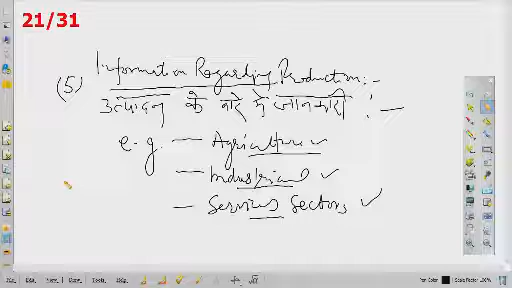 21/31
(5) Information Regarding Production:-
उत्पादन के बारे में जानकारी :-
e.g. — Agriculture ✓
— Industrial ✓
— Services Sectors ✓